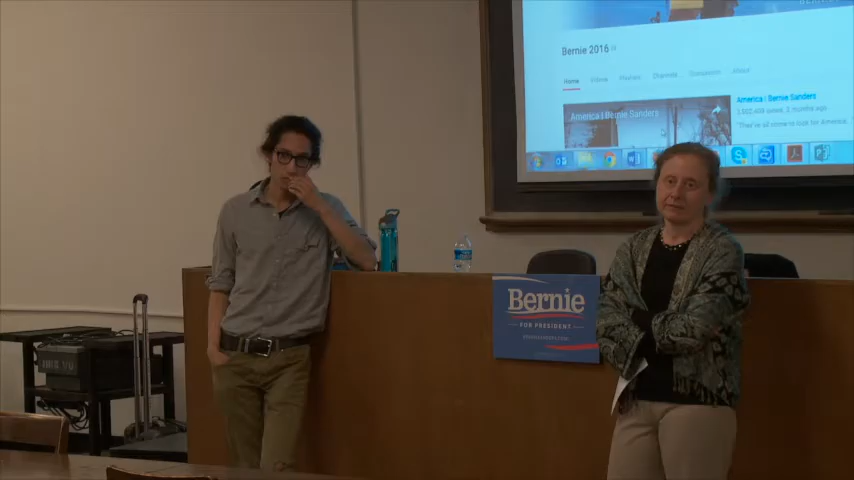 Bernie 2016
Home Videos Playlists Channels Discussion About
America | Bernie Sanders
America | Bernie Sanders
"They've all come to look for America,
Bernie
FOR PRESIDENT